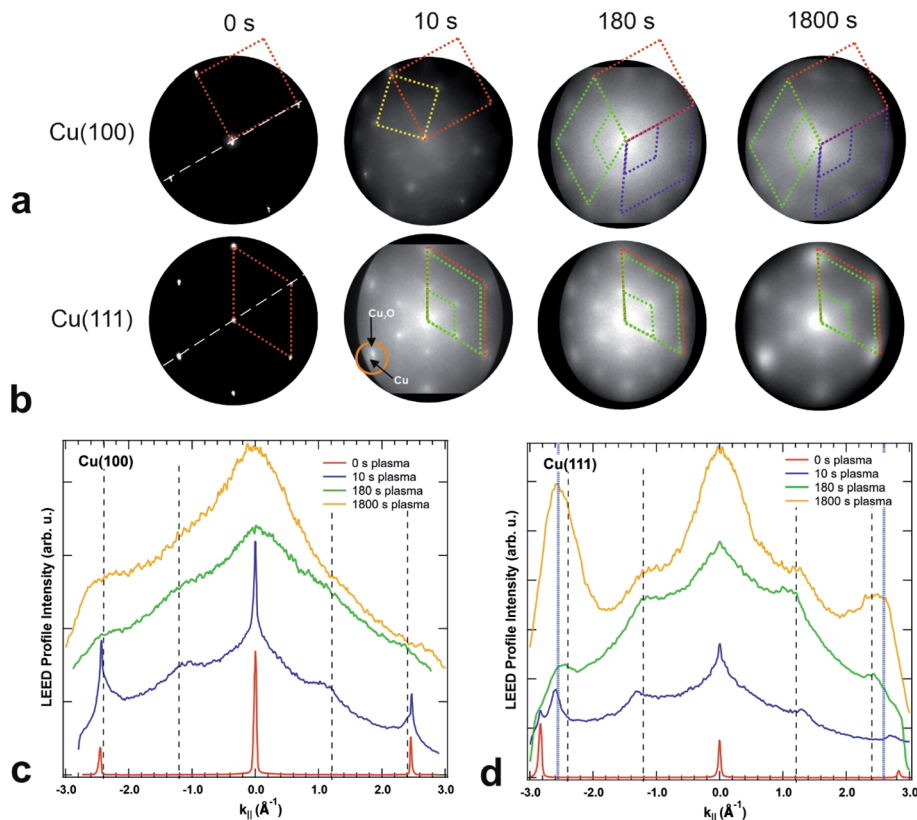 0 s 10 s 180 s 1800 s
Cu(100)
a
Cu(111)
Cu₂O
Cu
b
Cu(100)
0 s plasma
10 s plasma
180 s plasma
1800 s plasma
LEED Profile Intensity (arb. u.)
c
-3.0 -2.0 -1.0 0.0 1.0 2.0 3.0
k|| (Å⁻¹)
Cu(111)
0 s plasma
10 s plasma
180 s plasma
1800 s plasma
LEED Profile Intensity (arb. u.)
d
-3.0 -2.0 -1.0 0.0 1.0 2.0 3.0
k|| (Å⁻¹)